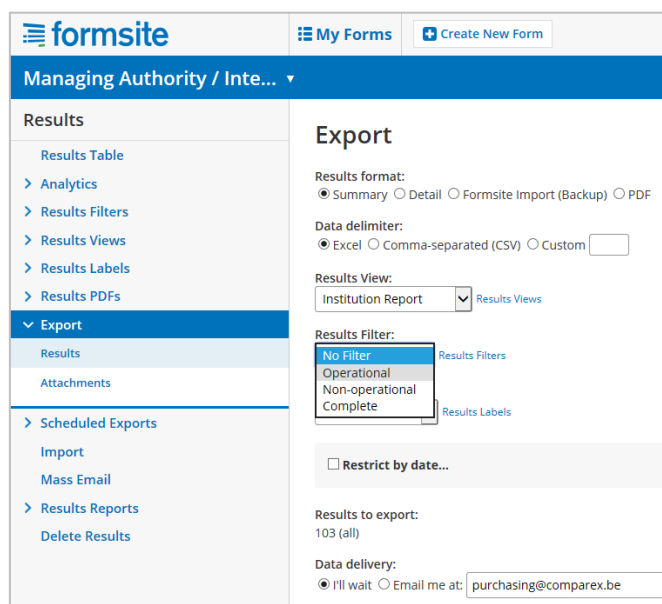 formsite
My Forms
Create New Form
Managing Authority / Inte...
Results
Results Table
Analytics
Results Filters
Results Views
Results Labels
Results PDFs
Export
Results
Attachments
Scheduled Exports
Import
Mass Email
Results Reports
Delete Results
Export
Results format:
Summary Detail Formsite Import (Backup) PDF
Data delimiter:
Excel Comma-separated (CSV) Custom
Results View:
Institution Report Results Views
Results Filter:
No Filter Results Filters
Operational
Non-operational
Complete
Results Labels
Restrict by date...
Results to export:
103 (all)
Data delivery:
I'll wait Email me at: purchasing@comparex.be